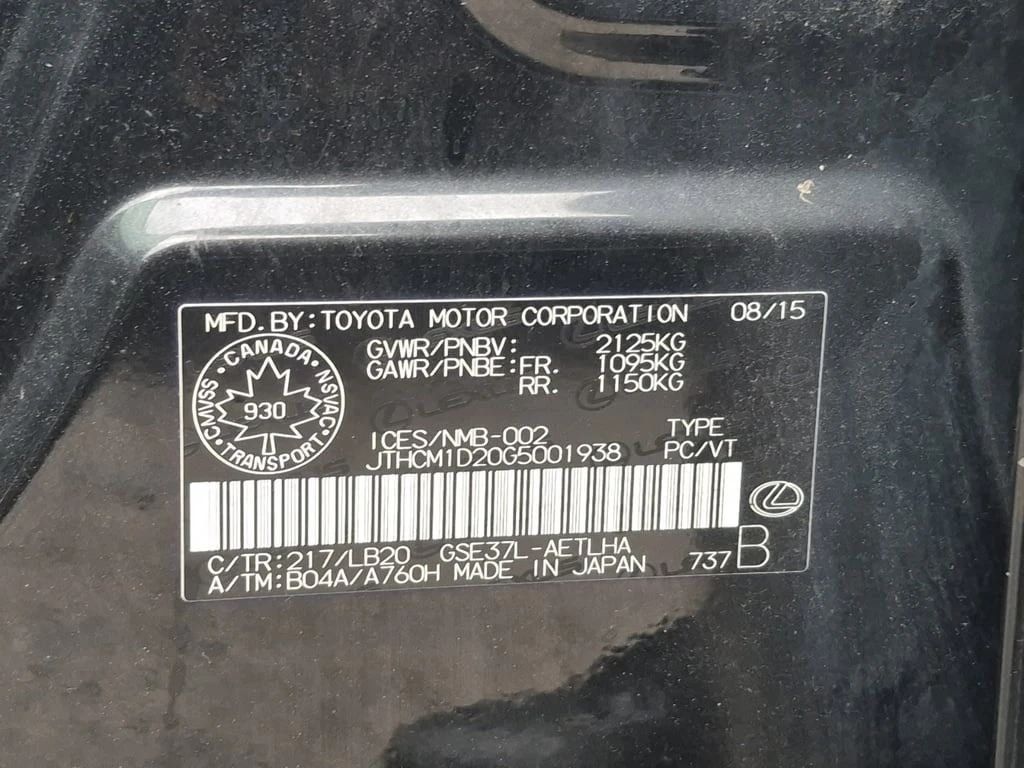 MFD.BY:TOYOTA MOTOR CORPORATION 08/15
GVWR/PNBV: 2125KG
GAWR/PNBE:FR. 1095KG
RR. 1150KG
CANADA
CMVSS 930 NSVAC
TRANSPORT
ICES/NMB-002 TYPE
JTHCM1D20G5001938 PC/VT
C/TR:217/LB20 GSE37L-AETLHA
A/TM:B04A/A760H MADE IN JAPAN 737 B
LEXUS